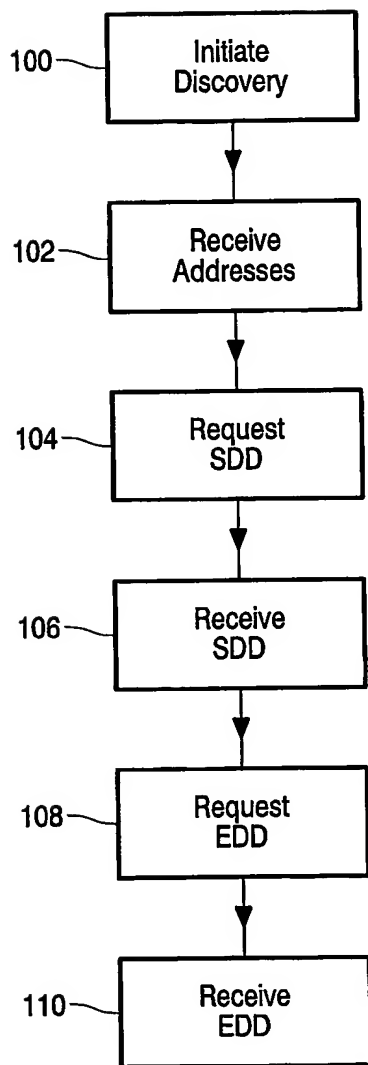 100
Initiate
Discovery
102
Receive
Addresses
104
Request
SDD
106
Receive
SDD
108
Request
EDD
110
Receive
EDD